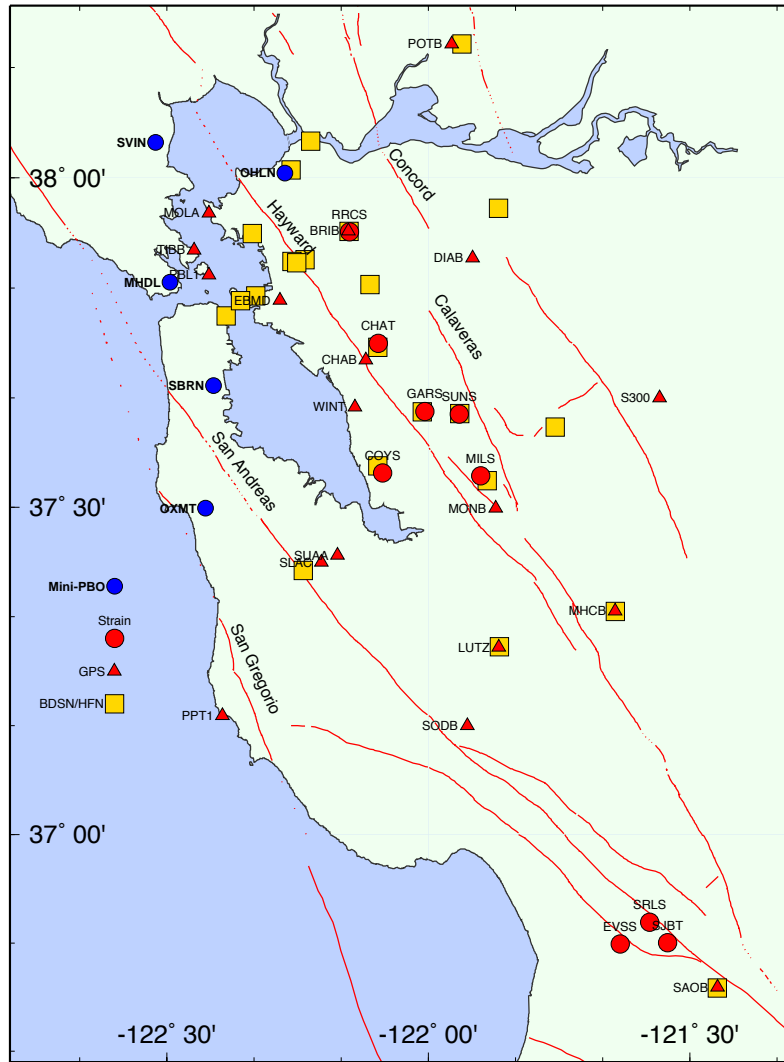 POTB
SVIN
38° 00'
OHLN
Concord
MOLA
RRCS
BRIB
Hayward
TIBB
DIAB
PBL1
MHDL
EBMD
CHAT
Calaveras
CHAB
SBRN
GARS
SUNS
S300
WINT
San Andreas
COYS
MILS
37° 30'
OXMT
MONB
SUAA
SLAC
Mini-PBO
MHCB
Strain
LUTZ
San Gregorio
GPS
BDSN/HFN
PPT1
SODB
37° 00'
SRLS
EVSS
SJBT
SAOB
-122° 30'
-122° 00'
-121° 30'